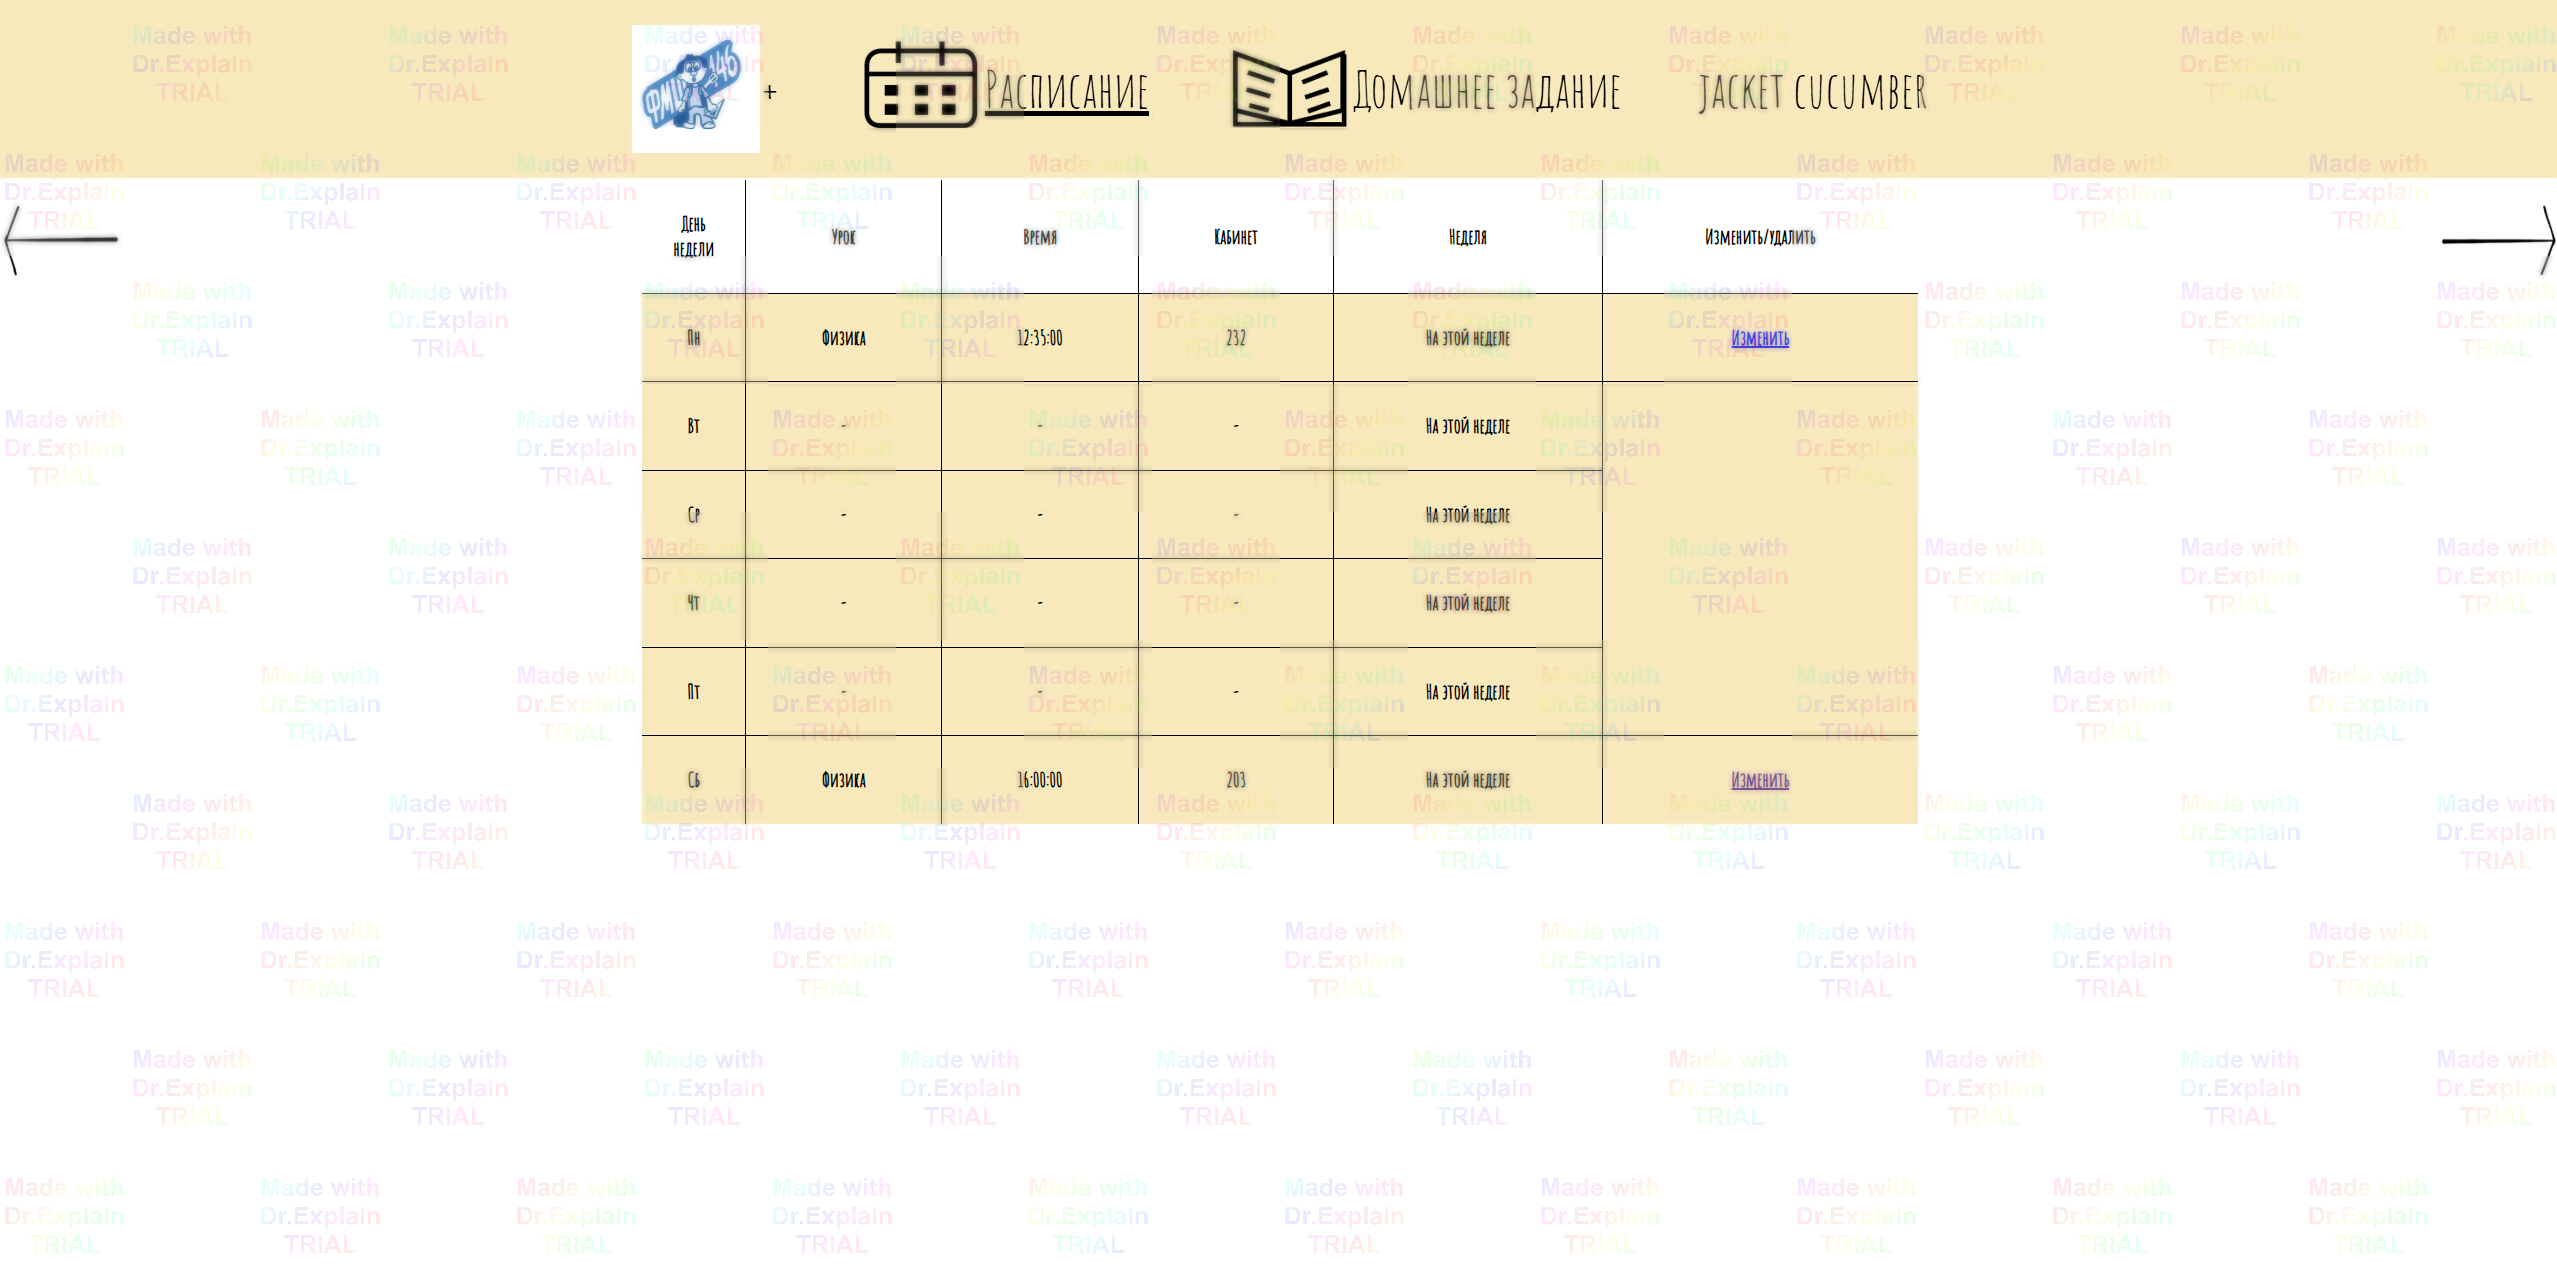 ФМШ 146
+
Расписание
Домашнее задание
jacket cucumber
День недели Урок Время Кабинет Неделя Изменить/удалить
Пн Физика 12:35:00 232 На этой неделе Изменить
Вт - - - На этой неделе
Ср - - - На этой неделе
Чт - - - На этой неделе
Пт - - - На этой неделе
Сб Физика 16:00:00 203 На этой неделе Изменить
Made with
Dr.Explain
TRIAL